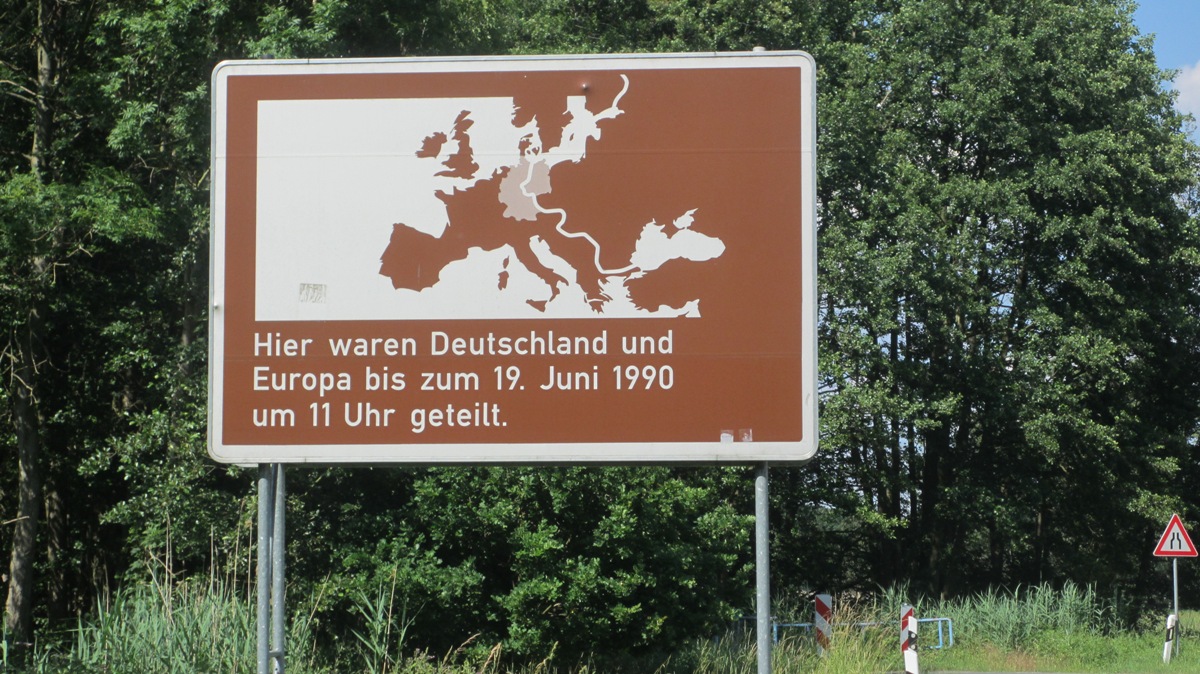 Hier waren Deutschland und
Europa bis zum 19. Juni 1990
um 11 Uhr geteilt.